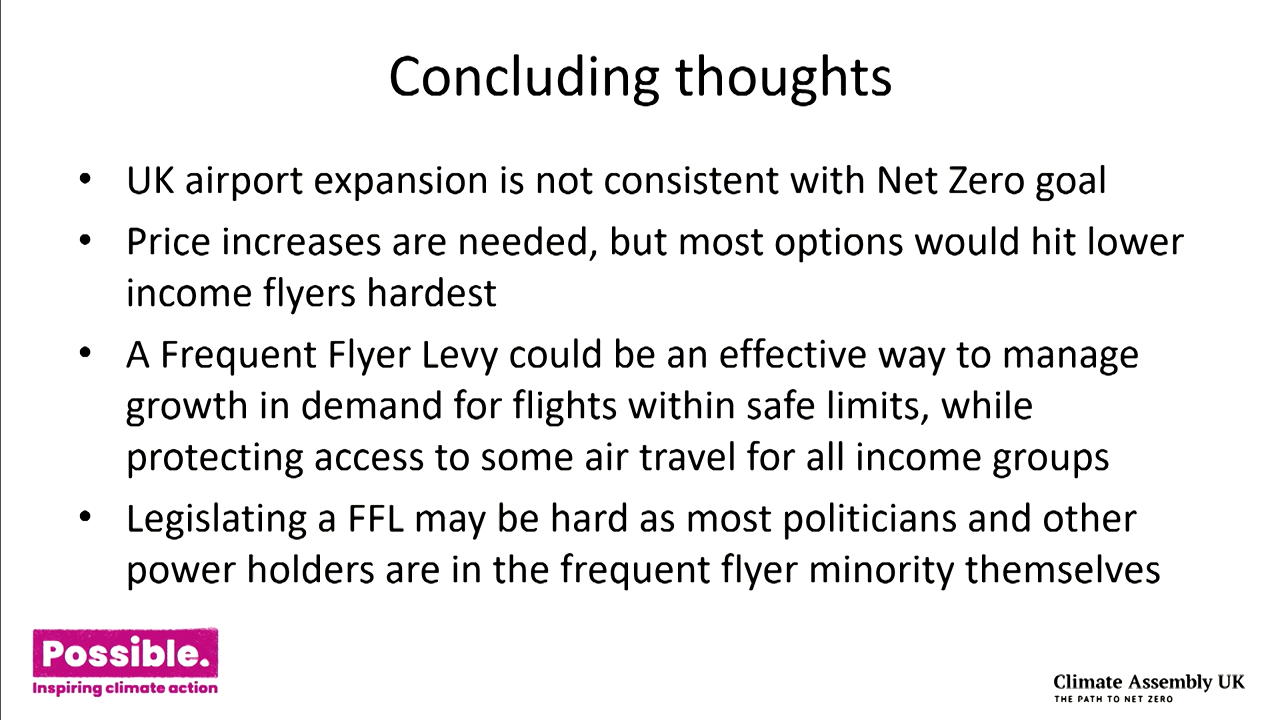 Concluding thoughts
• UK airport expansion is not consistent with Net Zero goal
• Price increases are needed, but most options would hit lower
income flyers hardest
• A Frequent Flyer Levy could be an effective way to manage
growth in demand for flights within safe limits, while
protecting access to some air travel for all income groups
• Legislating a FFL may be hard as most politicians and other
power holders are in the frequent flyer minority themselves
Possible.
Inspiring climate action
Climate Assembly UK
THE PATH TO NET ZERO